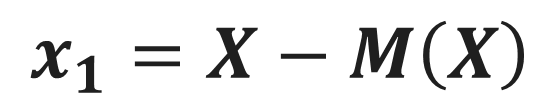 x₁ = X − M(X)